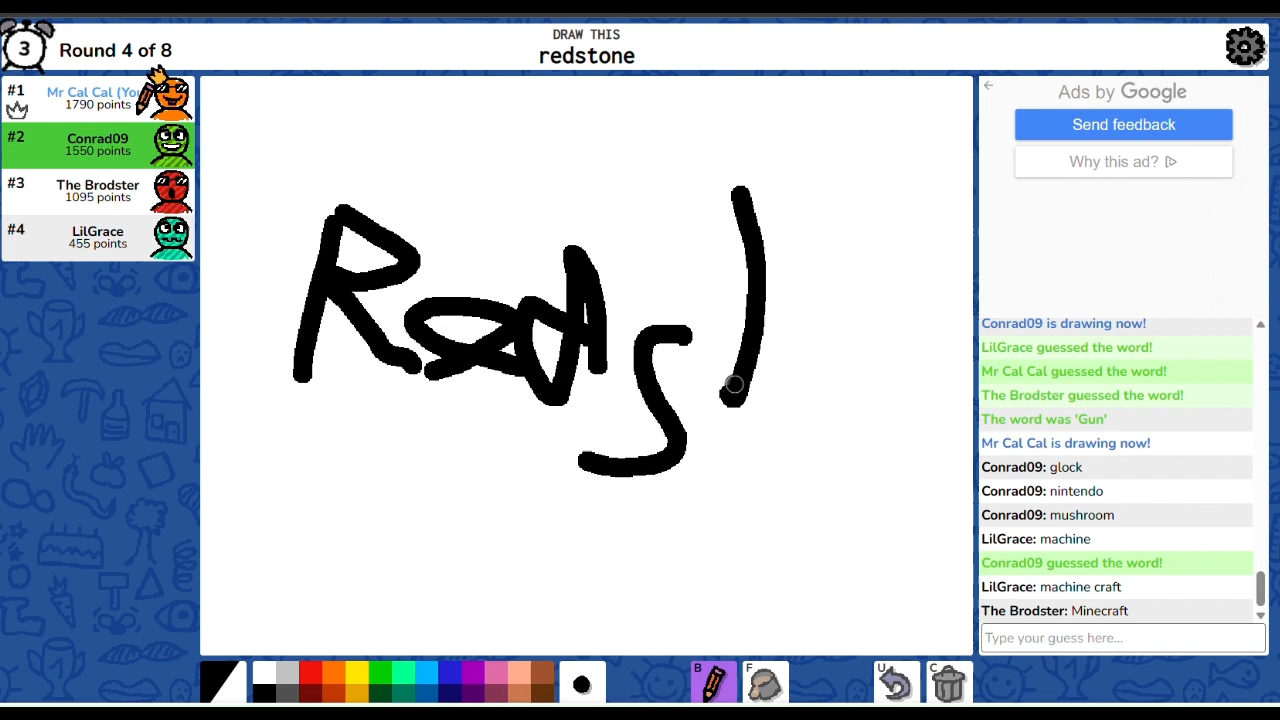 3
Round 4 of 8
DRAW THIS
redstone
#1
Mr Cal Cal (You
1790 points
#2
Conrad09
1550 points
#3
The Brodster
1095 points
#4
LilGrace
455 points
Reds
Ads by Google
Send feedback
Why this ad?
Conrad09 is drawing now!
LilGrace guessed the word!
Mr Cal Cal guessed the word!
The Brodster guessed the word!
The word was 'Gun'
Mr Cal Cal is drawing now!
Conrad09: glock
Conrad09: nintendo
Conrad09: mushroom
LilGrace: machine
Conrad09 guessed the word!
LilGrace: machine craft
The Brodster: Minecraft
Type your guess here...
B
F
U
C